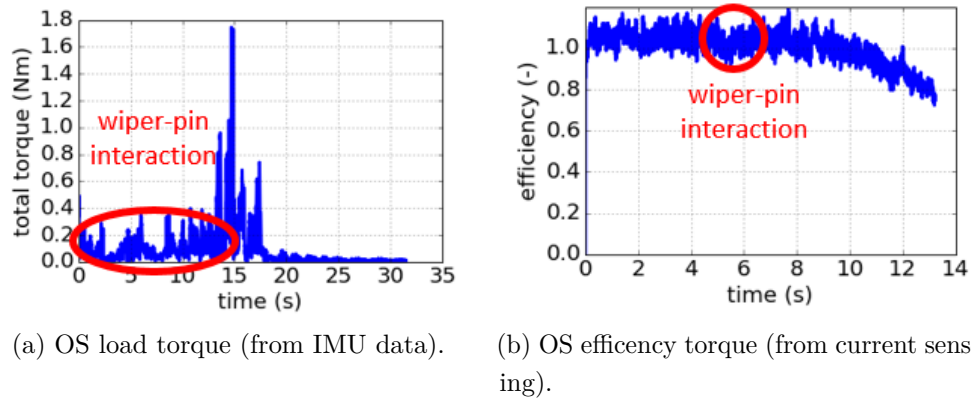 1.8
1.6
1.4
1.2
1.0
0.8
0.6
0.4
0.2
0.0
total torque (Nm)
wiper-pin
interaction
0 5 10 15 20 25 30 35
time (s)
(a) OS load torque (from IMU data).
1.0
0.8
0.6
0.4
0.2
0.0
efficiency (-)
wiper-pin
interaction
0 2 4 6 8 10 12 14
time (s)
(b) OS efficency torque (from current sens
ing).